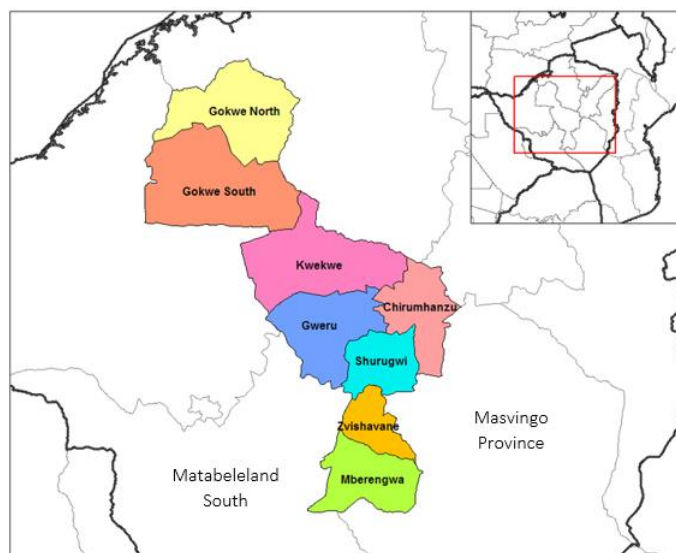 Gokwe North
Gokwe South
Kwekwe
Chirumhanzu
Gweru
Shurugwi
Zvishavane
Masvingo
Province
Matabeleland
South
Mberengwa